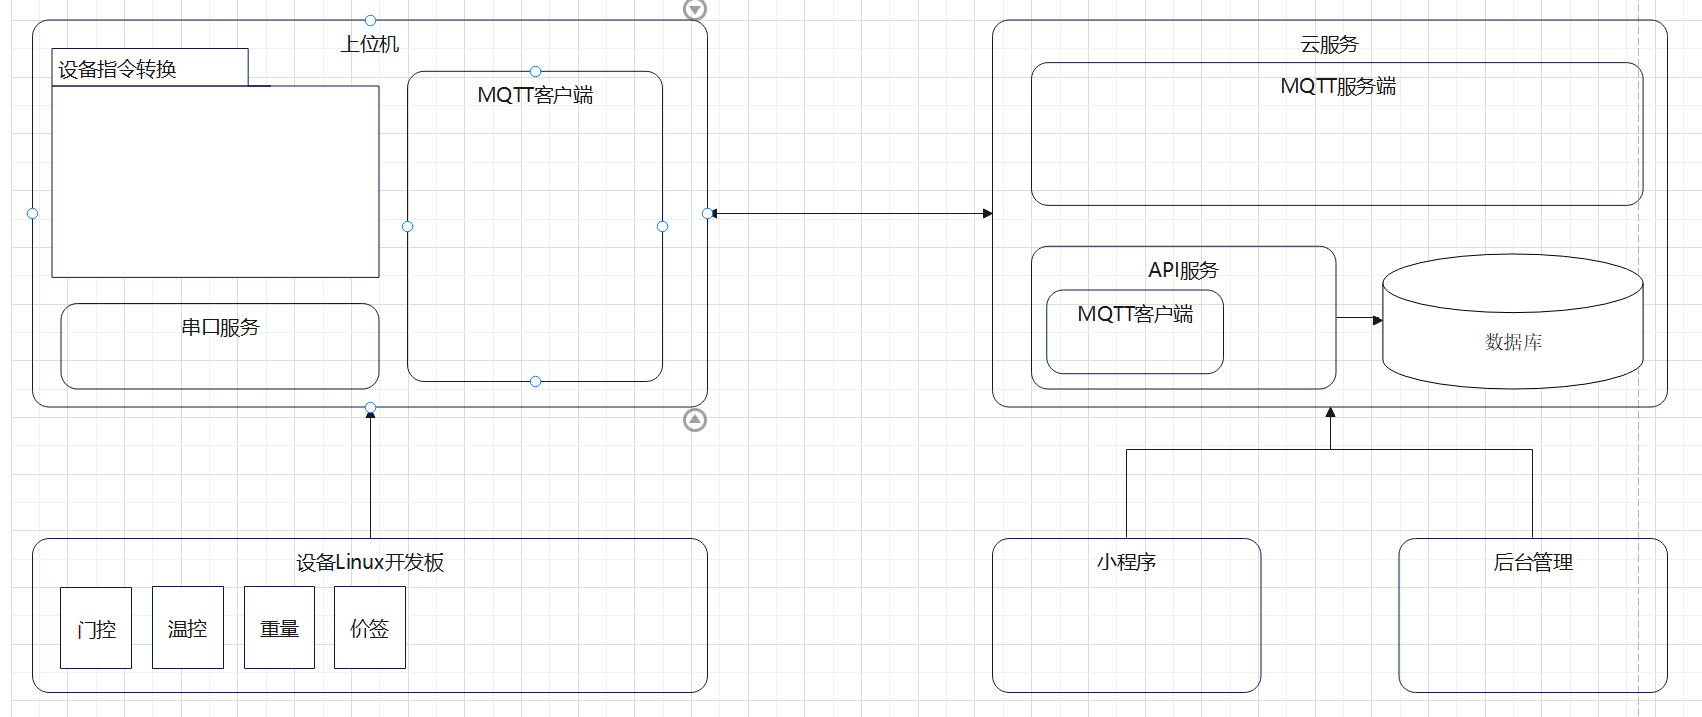 上位机
设备指令转换
MQTT客户端
串口服务
云服务
MQTT服务端
API服务
MQTT客户端
数据库
设备Linux开发板
门控
温控
重量
价签
小程序
后台管理